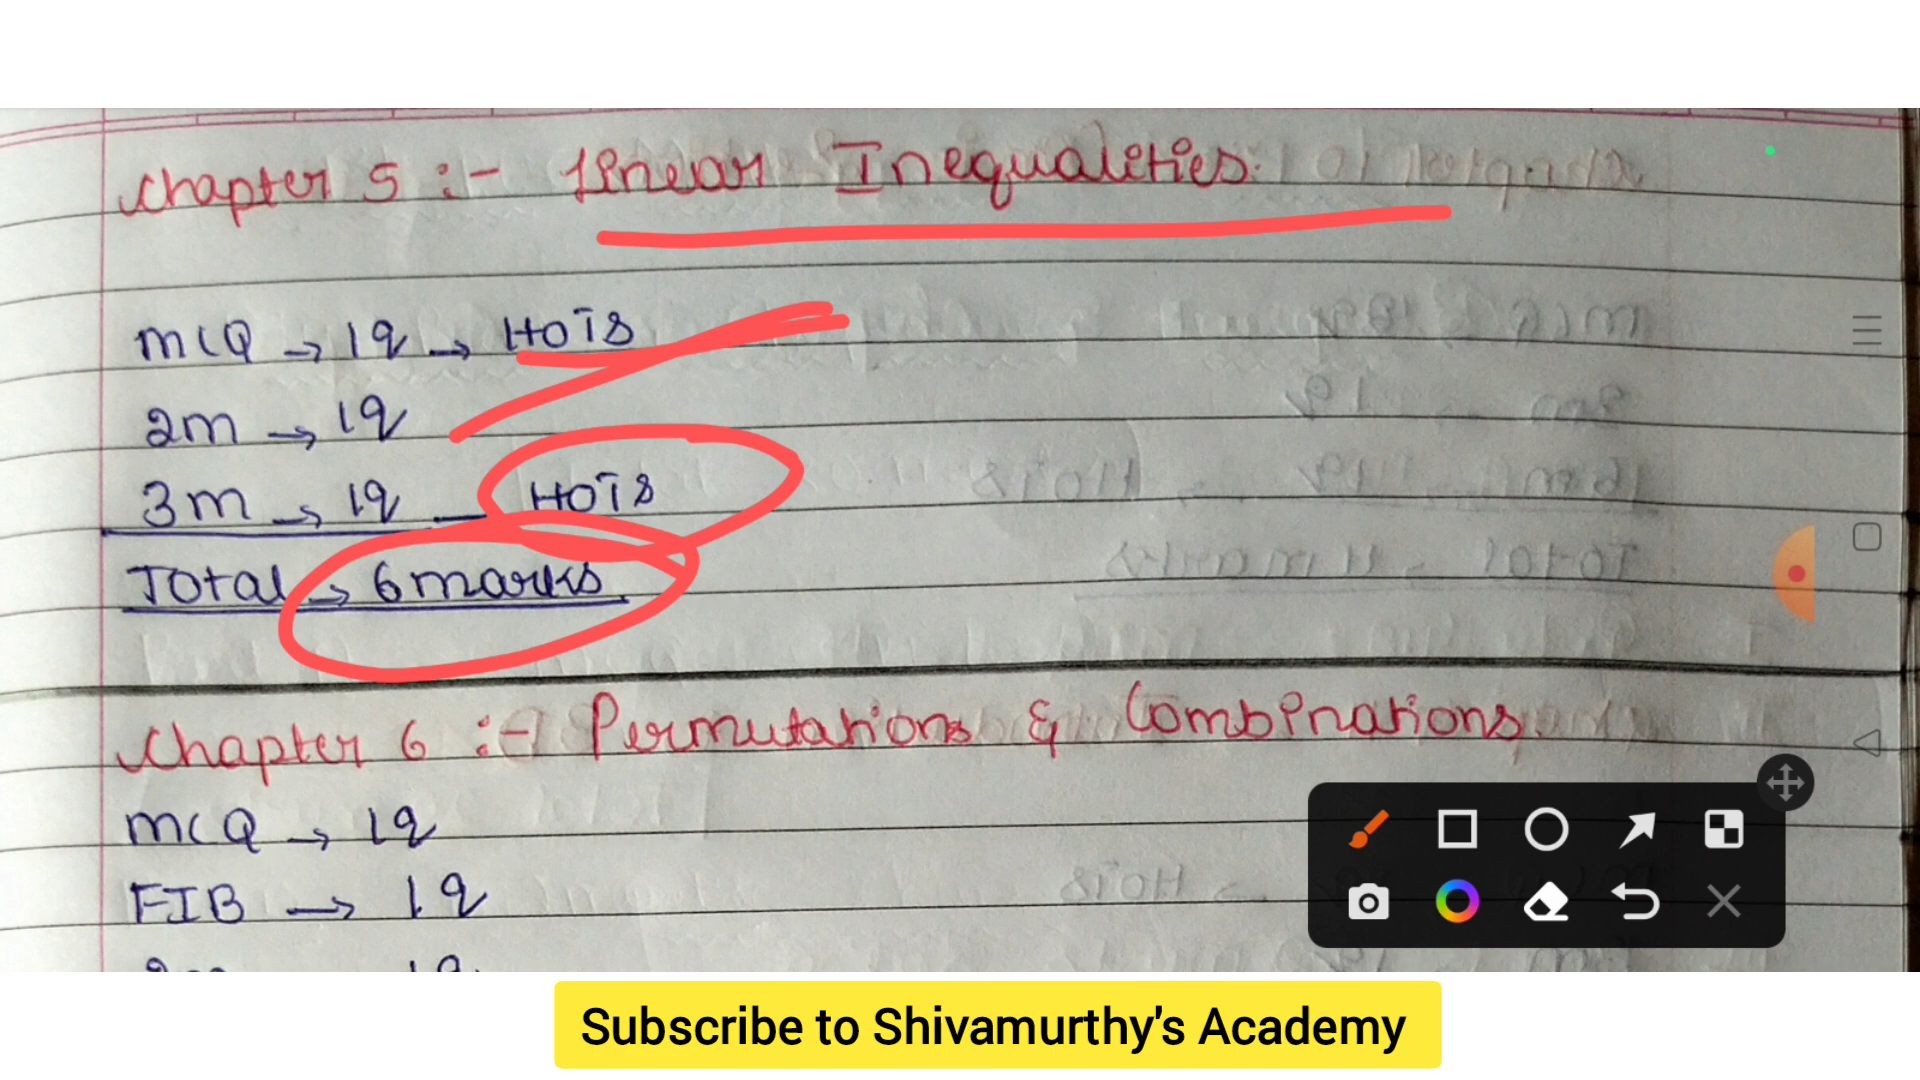 Chapter 5 :- Linear Inequalities.
MCQ → 1q → HOTS
2m → 1q
3m → 1q — HOTS
Total → 6 marks.
Chapter 6 :- Permutations & Combinations.
MCQ → 1q
FIB → 1q
Subscribe to Shivamurthy's Academy